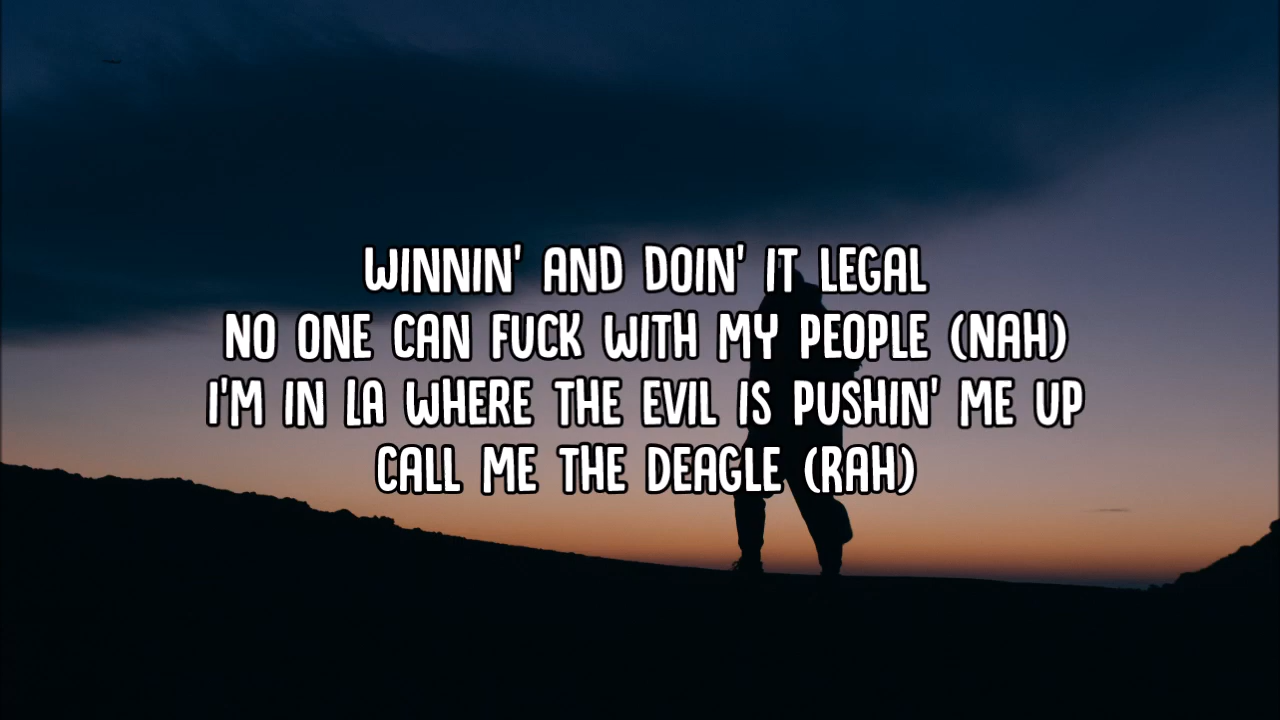 WINNIN' AND DOIN' IT LEGAL
NO ONE CAN FUCK WITH MY PEOPLE (NAH)
I'M IN LA WHERE THE EVIL IS PUSHIN' ME UP
CALL ME THE DEAGLE (RAH)